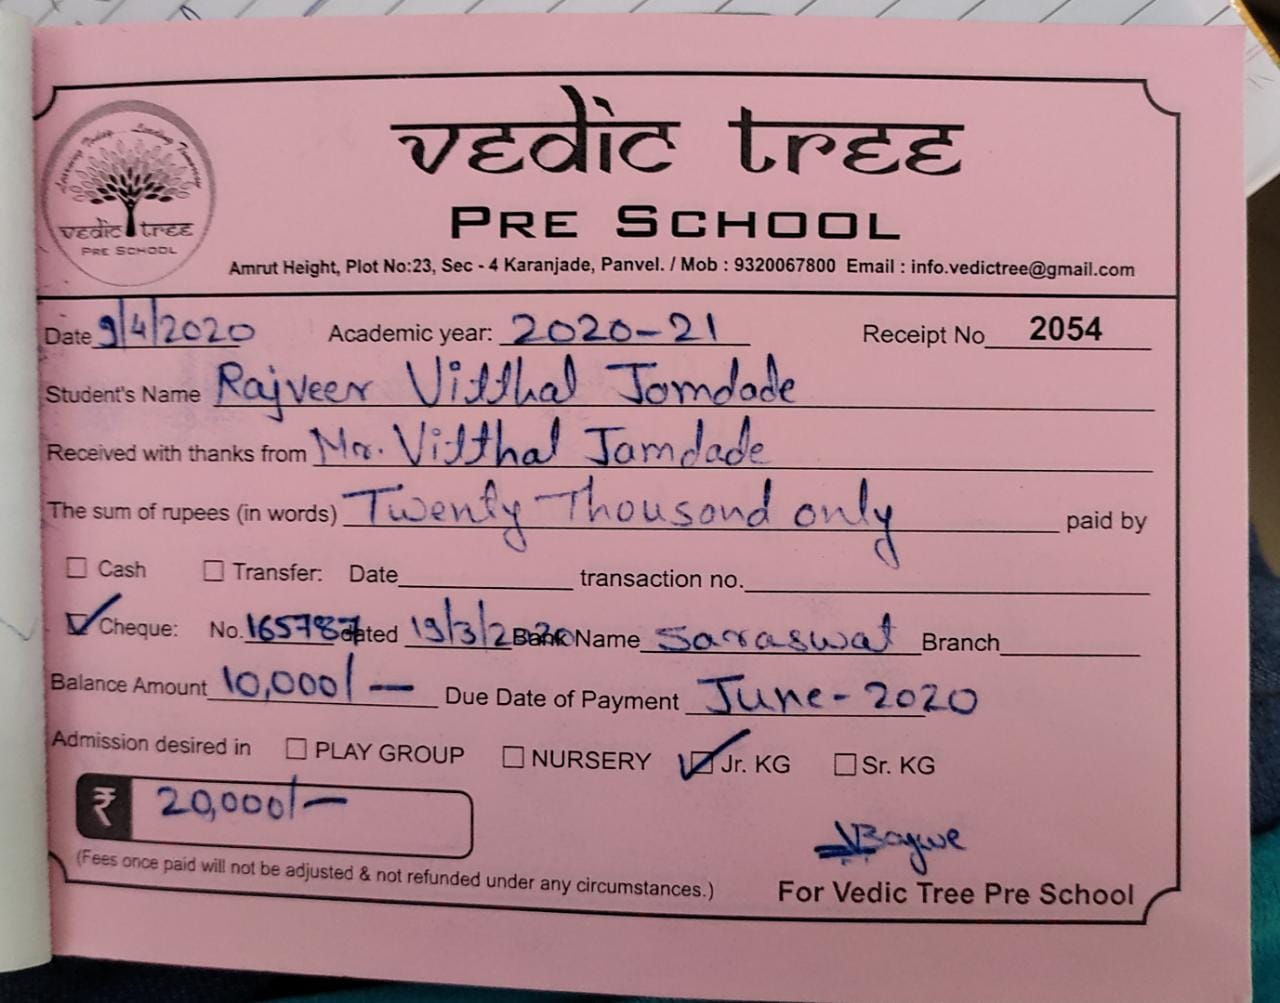 Learning Today... Leading Tomorrow
vedic tree
PRE SCHOOL
vedic tree
PRE SCHOOL
Amrut Height, Plot No:23, Sec - 4 Karanjade, Panvel. / Mob : 9320067800 Email : info.vedictree@gmail.com
Date 9/4/2020 Academic year: 2020-21 Receipt No 2054
Student's Name Rajveer Vitthal Jamdade
Received with thanks from Mr. Vitthal Jamdade
The sum of rupees (in words) Twenty Thousand only paid by
Cash Transfer: Date transaction no.
Cheque: No. 165787 dated 19/3/2020 Bank Name Saraswat Branch
Balance Amount 10,000/- Due Date of Payment June-2020
Admission desired in PLAY GROUP NURSERY Jr. KG Sr. KG
₹ 20,000/-
(Fees once paid will not be adjusted & not refunded under any circumstances.)
For Vedic Tree Pre School